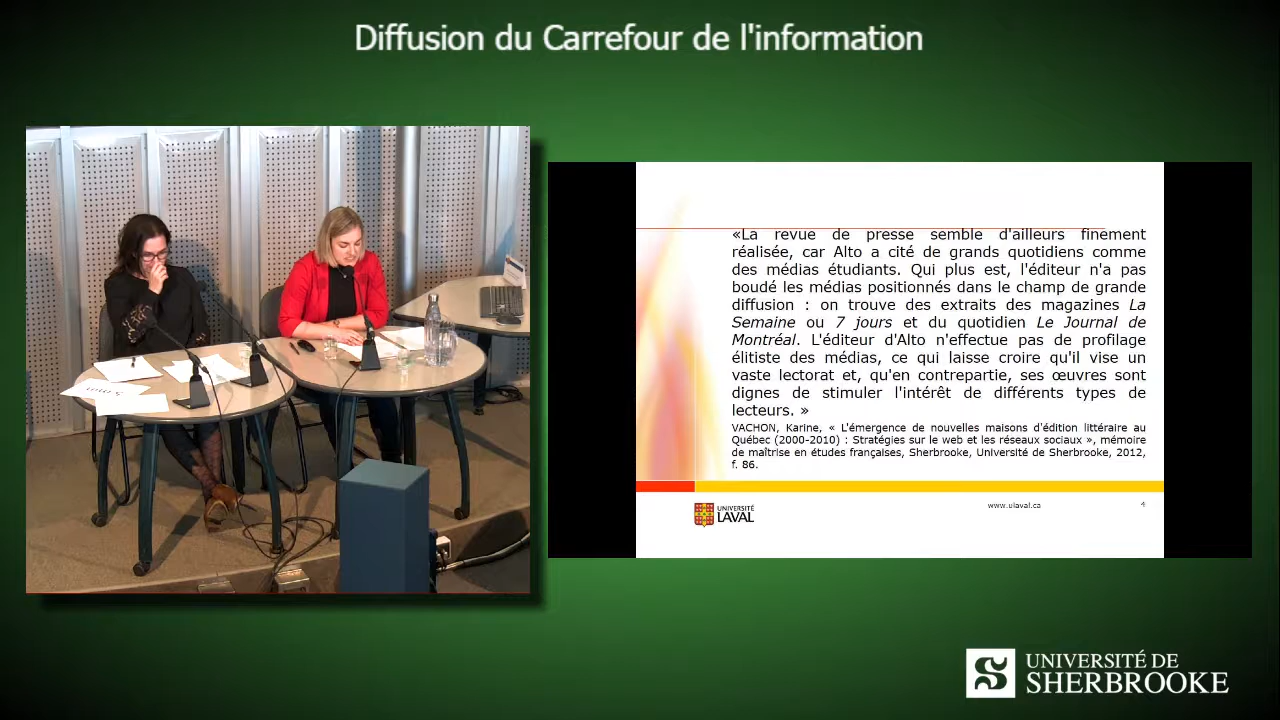 Diffusion du Carrefour de l'information
«La revue de presse semble d'ailleurs finement
réalisée, car Alto a cité de grands quotidiens comme
des médias étudiants. Qui plus est, l'éditeur n'a pas
boudé les médias positionnés dans le champ de grande
diffusion : on trouve des extraits des magazines La
Semaine ou 7 jours et du quotidien Le Journal de
Montréal. L'éditeur d'Alto n'effectue pas de profilage
élitiste des médias, ce qui laisse croire qu'il vise un
vaste lectorat et, qu'en contrepartie, ses œuvres sont
dignes de stimuler l'intérêt de différents types de
lecteurs. »
VACHON, Karine, « L'émergence de nouvelles maisons d'édition littéraire au
Québec (2000-2010) : Stratégies sur le web et les réseaux sociaux », mémoire
de maîtrise en études françaises, Sherbrooke, Université de Sherbrooke, 2012,
f. 86.
UNIVERSITÉ
LAVAL
www.ulaval.ca
4
UNIVERSITÉ DE
SHERBROOKE